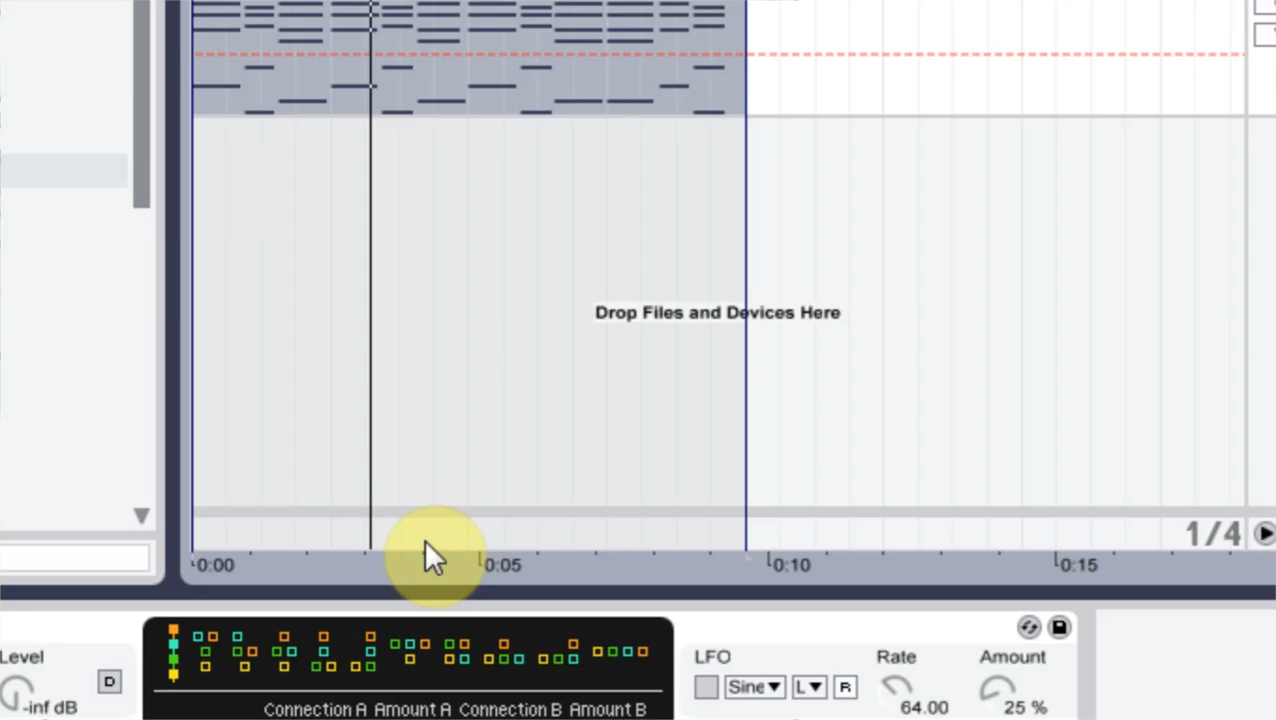 Drop Files and Devices Here
1/4
0:00 0:05 0:10 0:15
Level
D
-inf dB
LFO Rate Amount
Sine L R
64.00 25 %
Connection A Amount A Connection B Amount B